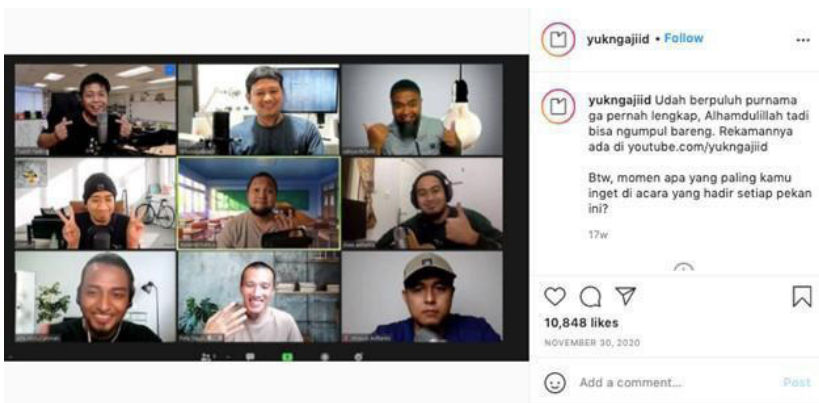 yukngajiid • Follow
yukngajiid Udah berpuluh purnama
ga pernah lengkap, Alhamdulillah tadi
bisa ngumpul bareng. Rekamannya
ada di youtube.com/yukngajiid
Btw, momen apa yang paling kamu
inget di acara yang hadir setiap pekan
ini?
17w
10,848 likes
NOVEMBER 30, 2020
Add a comment...
Post